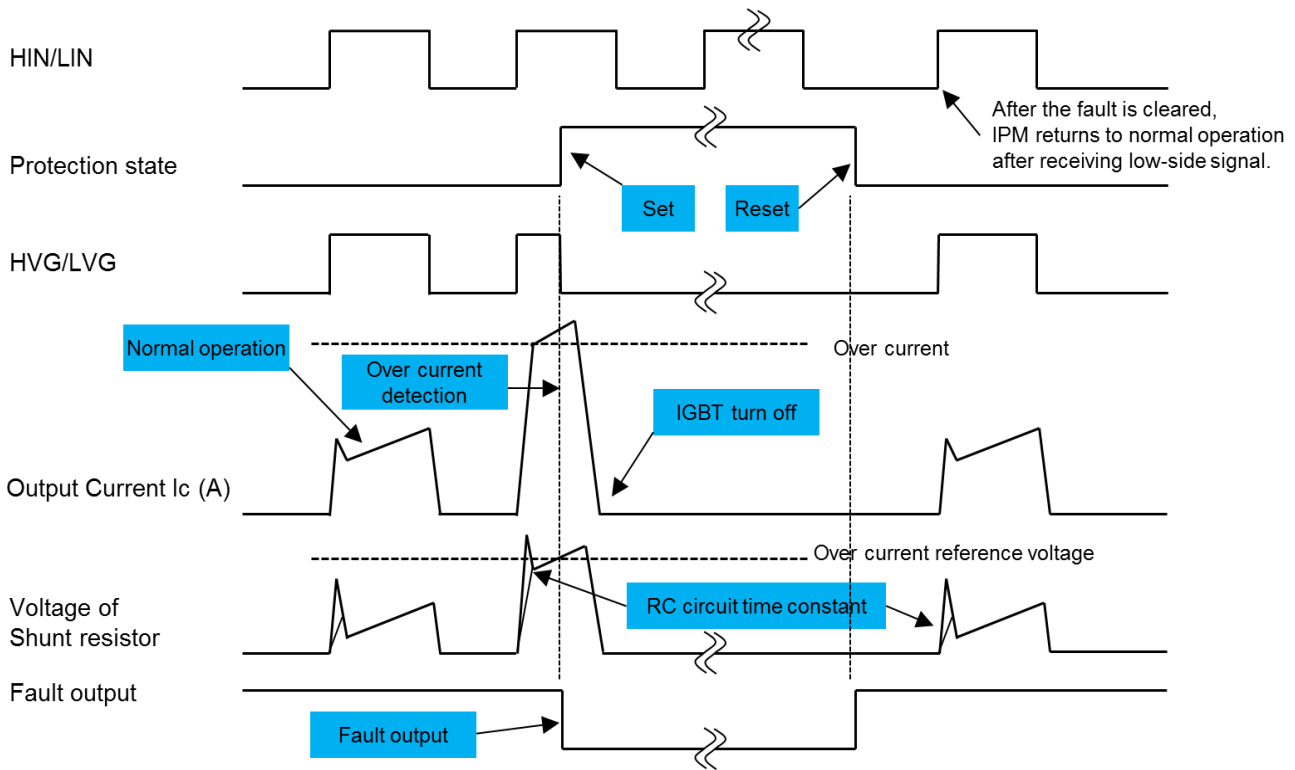 HIN/LIN
After the fault is cleared,
IPM returns to normal operation
after receiving low-side signal.
Protection state
Set
Reset
HVG/LVG
Normal operation
Over current
Over current
detection
IGBT turn off
Output Current Ic (A)
Over current reference voltage
RC circuit time constant
Voltage of
Shunt resistor
Fault output
Fault output